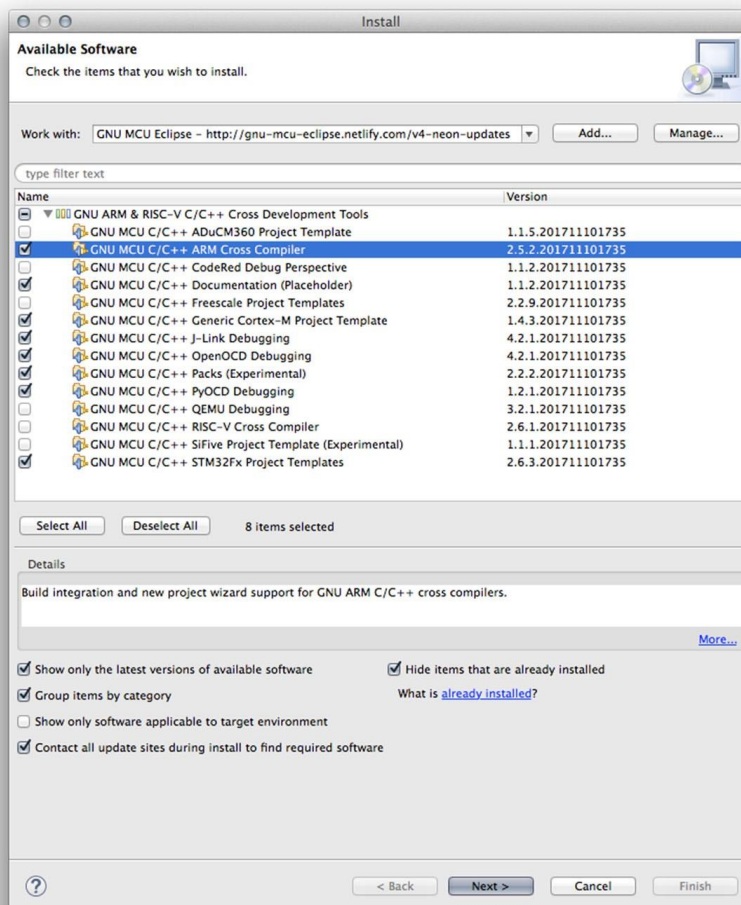 Install
Available Software
Check the items that you wish to install.
Work with: GNU MCU Eclipse - http://gnu-mcu-eclipse.netlify.com/v4-neon-updates Add... Manage...
type filter text
Name Version
GNU ARM & RISC-V C/C++ Cross Development Tools
GNU MCU C/C++ ADuCM360 Project Template 1.1.5.201711101735
GNU MCU C/C++ ARM Cross Compiler 2.5.2.201711101735
GNU MCU C/C++ CodeRed Debug Perspective 1.1.2.201711101735
GNU MCU C/C++ Documentation (Placeholder) 1.1.2.201711101735
GNU MCU C/C++ Freescale Project Templates 2.2.9.201711101735
GNU MCU C/C++ Generic Cortex-M Project Template 1.4.3.201711101735
GNU MCU C/C++ J-Link Debugging 4.2.1.201711101735
GNU MCU C/C++ OpenOCD Debugging 4.2.1.201711101735
GNU MCU C/C++ Packs (Experimental) 2.2.2.201711101735
GNU MCU C/C++ PyOCD Debugging 1.2.1.201711101735
GNU MCU C/C++ QEMU Debugging 3.2.1.201711101735
GNU MCU C/C++ RISC-V Cross Compiler 2.6.1.201711101735
GNU MCU C/C++ SiFive Project Template (Experimental) 1.1.1.201711101735
GNU MCU C/C++ STM32Fx Project Templates 2.6.3.201711101735
Select All Deselect All 8 items selected
Details
Build integration and new project wizard support for GNU ARM C/C++ cross compilers.
More...
Show only the latest versions of available software Hide items that are already installed
Group items by category What is already installed?
Show only software applicable to target environment
Contact all update sites during install to find required software
? < Back Next > Cancel Finish